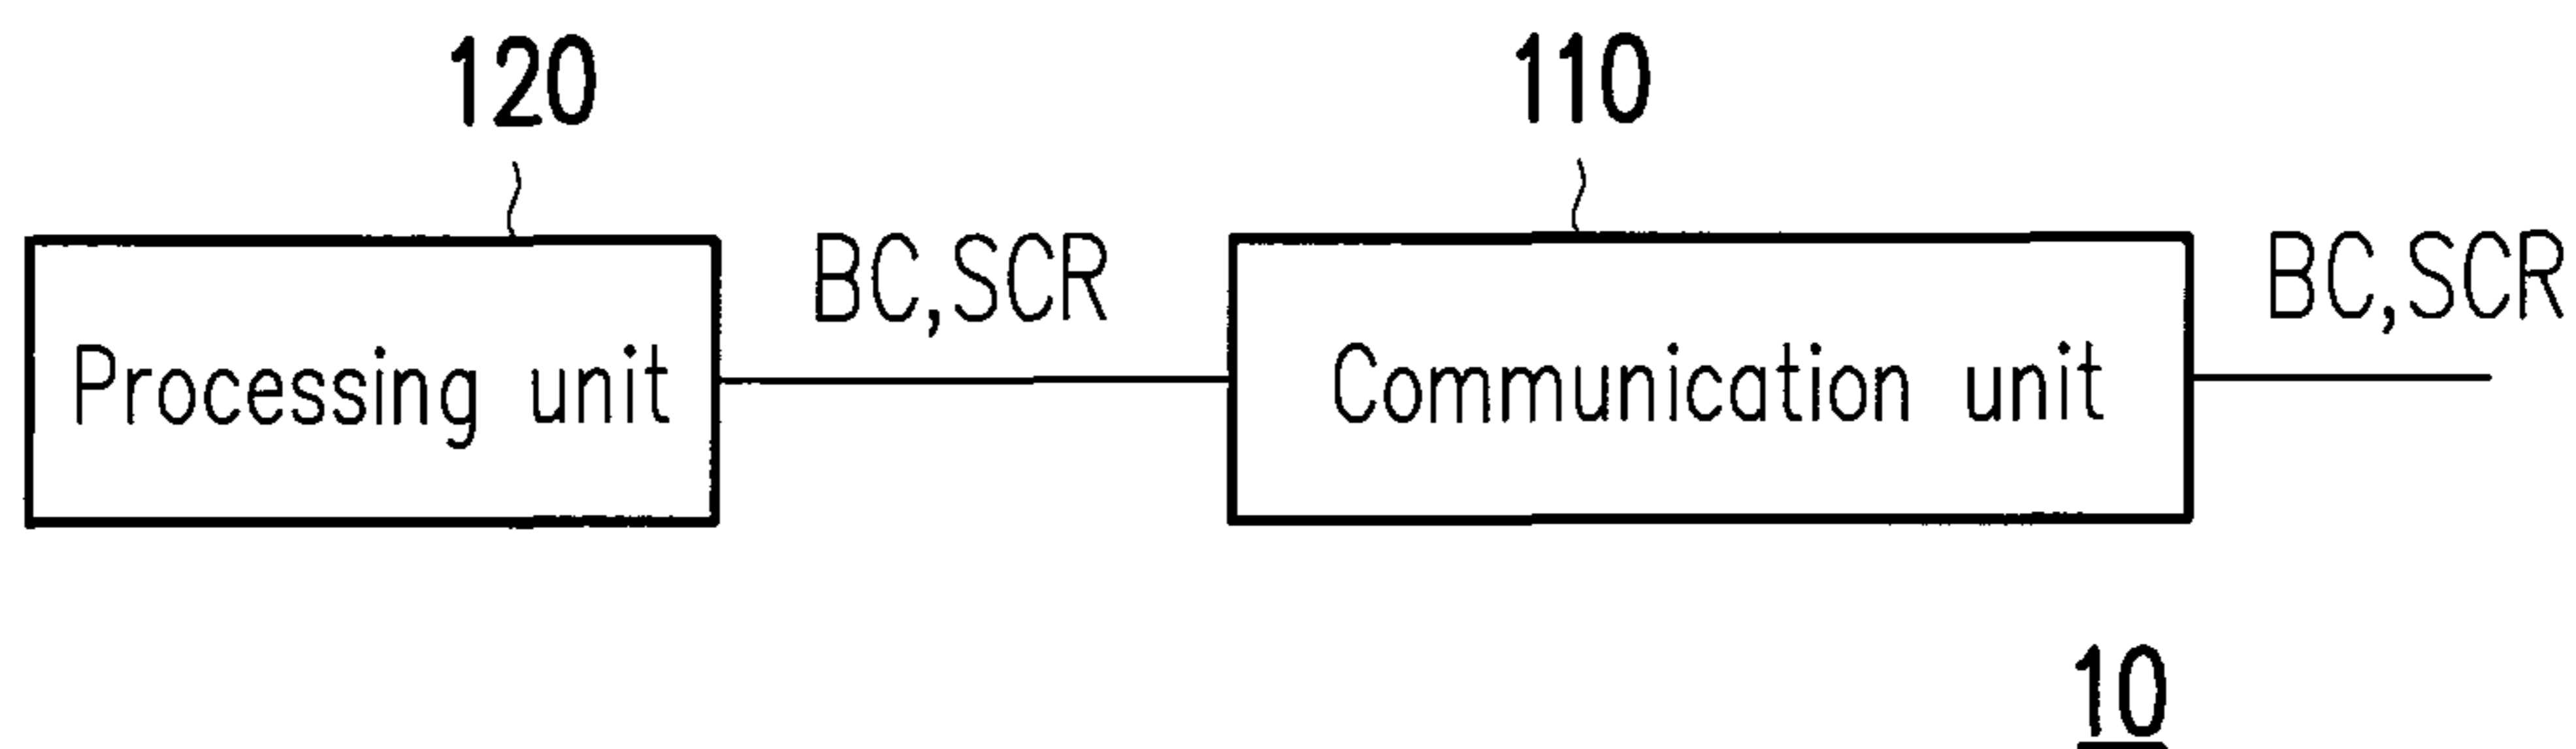 120
110
BC,SCR
BC,SCR
Processing unit
Communication unit
10